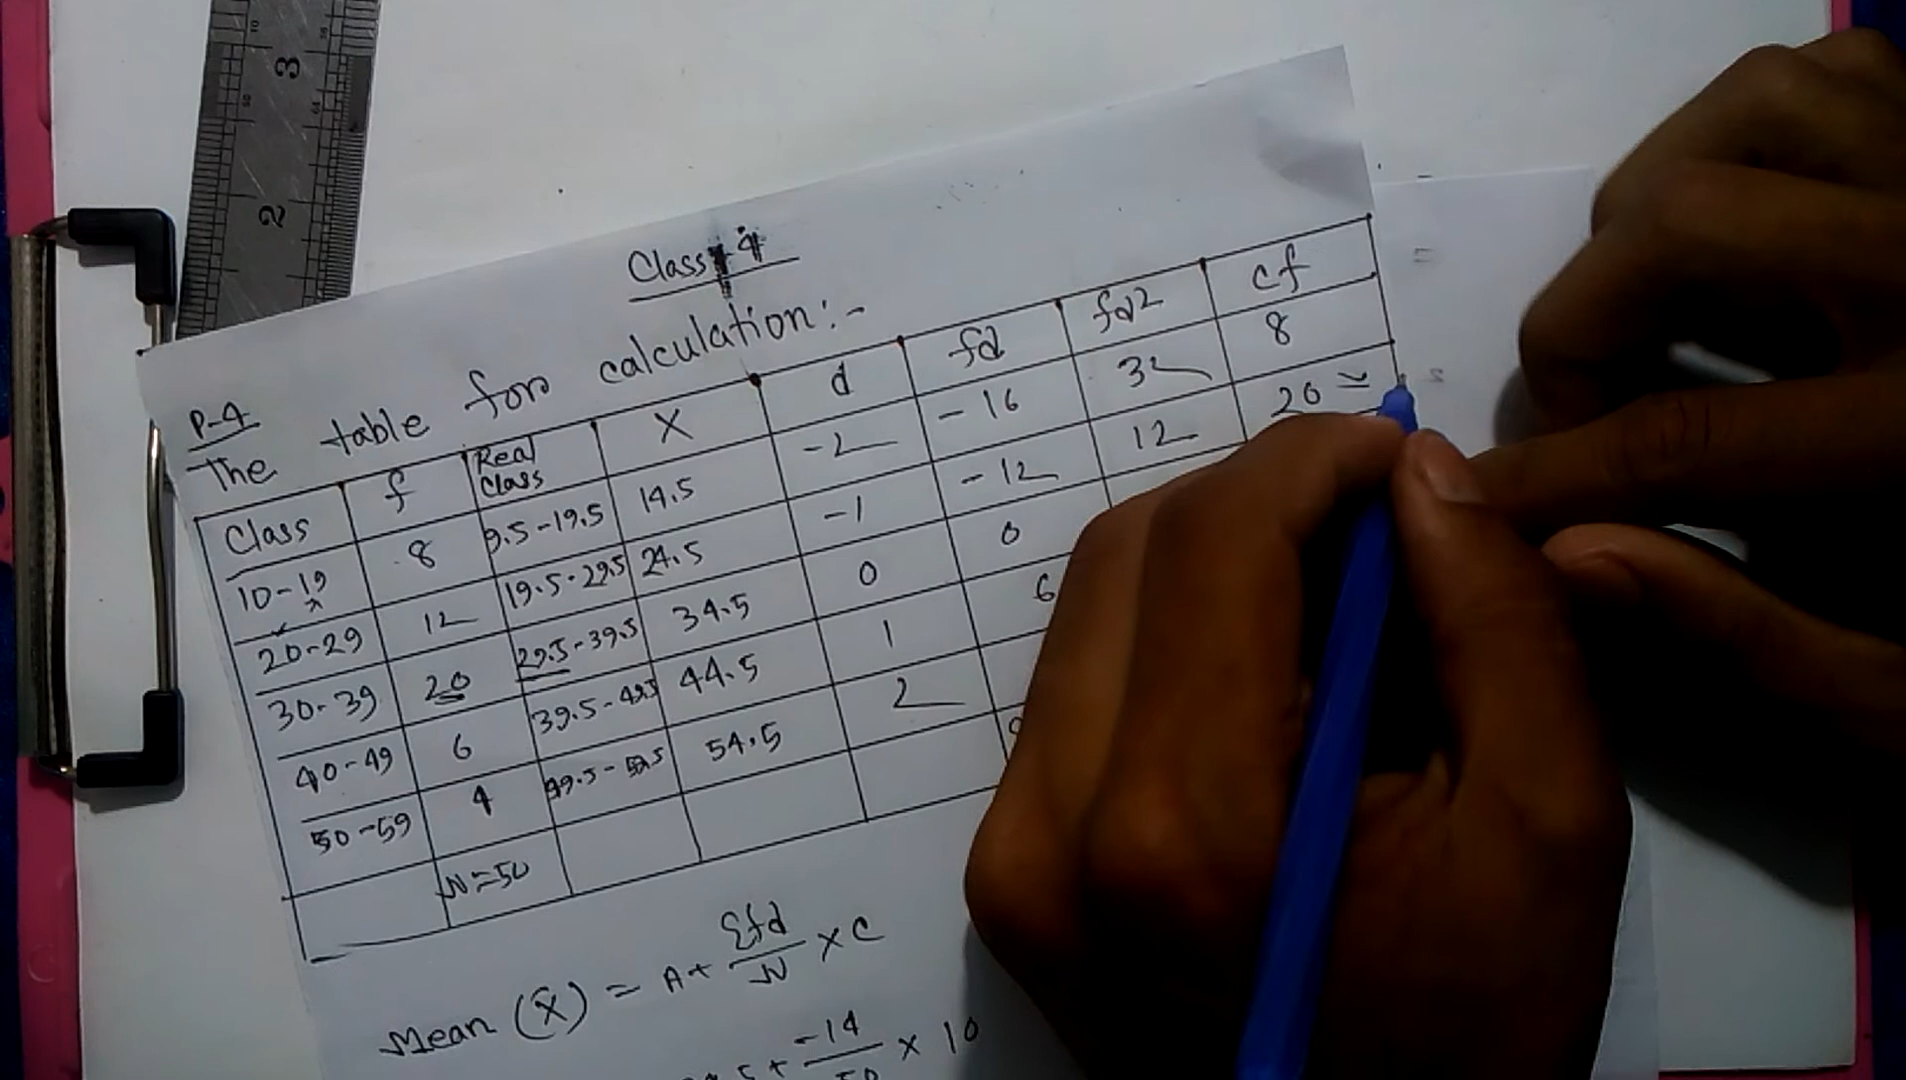 3
2
Class-4
P-4
The table for calculation:-
Class f Real Class X d fd fd2 cf
10-19 8 9.5-19.5 14.5 -2 -16 32 8
20-29 12 19.5-29.5 24.5 -1 -12 12 20
30-39 20 29.5-39.5 34.5 0 0
40-49 6 39.5-49.5 44.5 1 6
50-59 4 49.5-59.5 54.5 2
N=50
Mean (x̄) = A+ Σfd/N ×C
-14/50 × 10